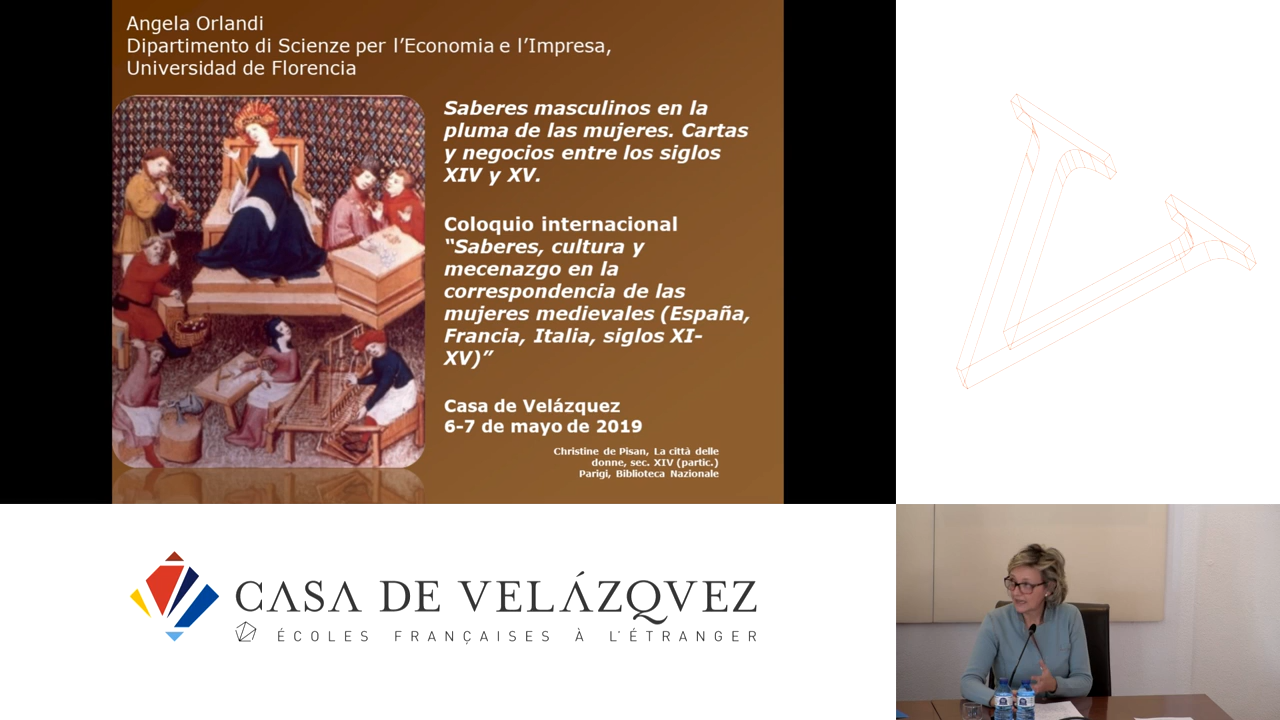 Angela Orlandi
Dipartimento di Scienze per l’Economia e l’Impresa,
Universidad de Florencia
Saberes masculinos en la
pluma de las mujeres. Cartas
y negocios entre los siglos
XIV y XV.
Coloquio internacional
“Saberes, cultura y
mecenazgo en la
correspondencia de las
mujeres medievales (España,
Francia, Italia, siglos XI-
XV)”
Casa de Velázquez
6-7 de mayo de 2019
Christine de Pisan, La città delle
donne, sec. XIV (partic.)
Parigi, Biblioteca Nazionale
CASA DE VELÁZQVEZ
ÉCOLES FRANÇAISES À L'ÉTRANGER